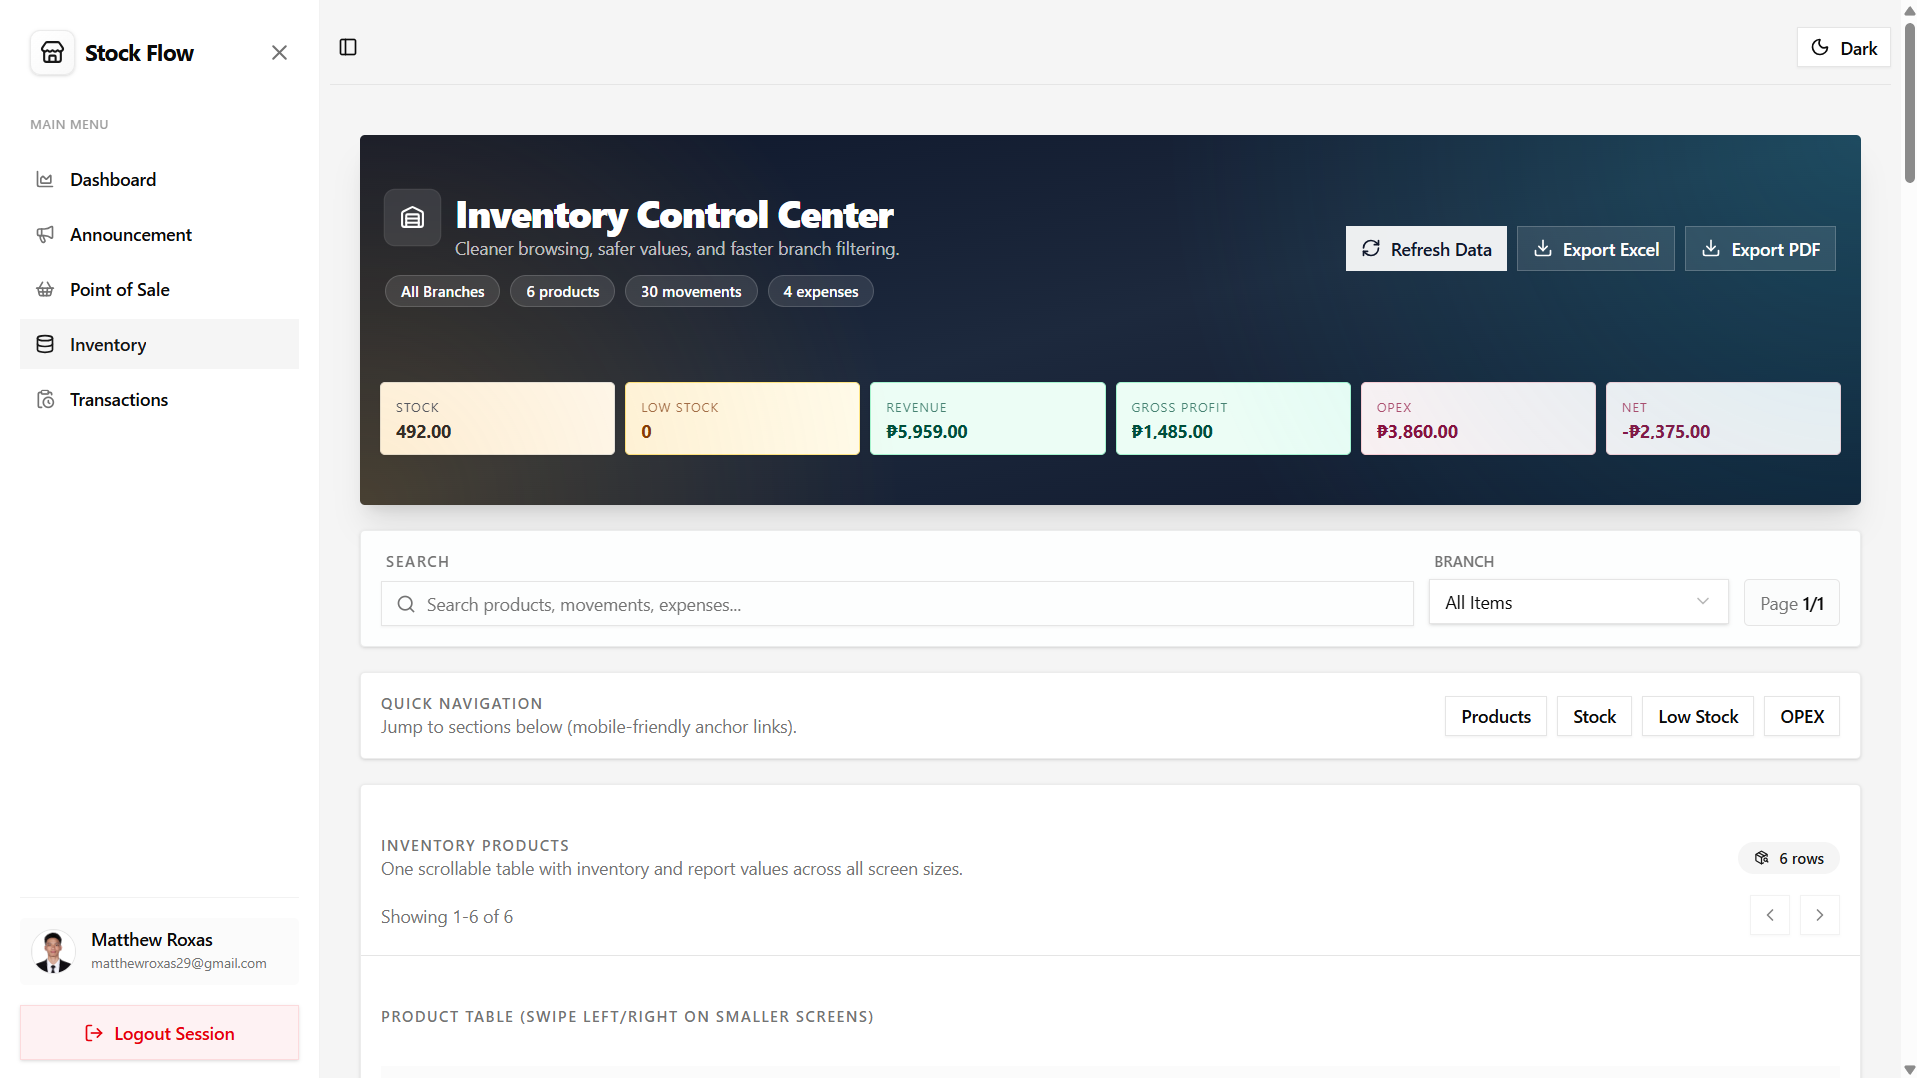 Stock Flow
MAIN MENU
Dashboard
Announcement
Point of Sale
Inventory
Transactions
Matthew Roxas
matthewroxas29@gmail.com
Logout Session
Dark
Inventory Control Center
Cleaner browsing, safer values, and faster branch filtering.
All Branches
6 products
30 movements
4 expenses
Refresh Data
Export Excel
Export PDF
STOCK
492.00
LOW STOCK
0
REVENUE
₱5,959.00
GROSS PROFIT
₱1,485.00
OPEX
₱3,860.00
NET
-₱2,375.00
SEARCH
Search products, movements, expenses...
BRANCH
All Items
Page 1/1
QUICK NAVIGATION
Jump to sections below (mobile-friendly anchor links).
Products
Stock
Low Stock
OPEX
INVENTORY PRODUCTS
One scrollable table with inventory and report values across all screen sizes.
6 rows
Showing 1-6 of 6
PRODUCT TABLE (SWIPE LEFT/RIGHT ON SMALLER SCREENS)